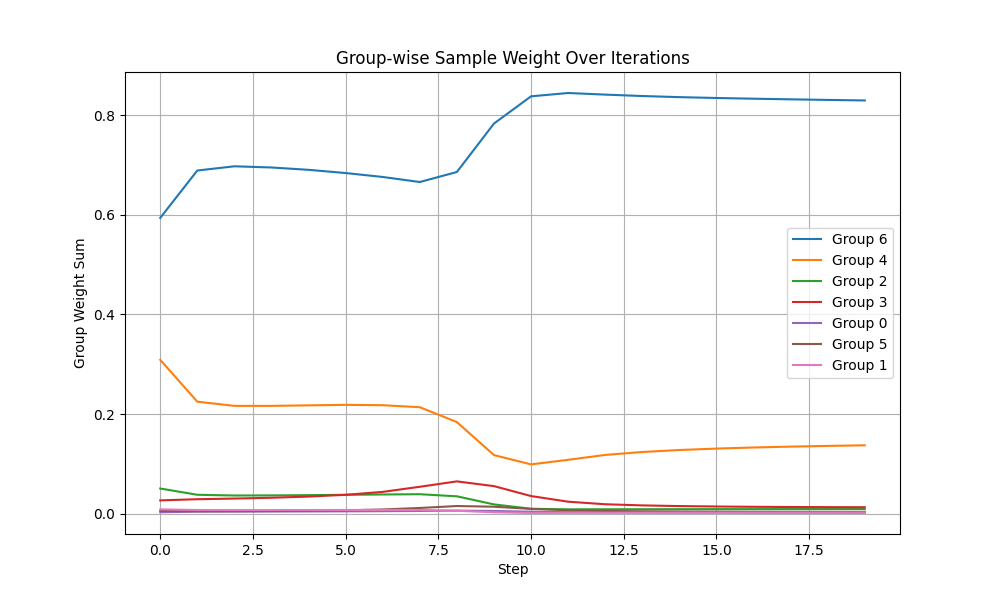 Group-wise Sample Weight Over Iterations
Group Weight Sum
0.8
0.6
0.4
0.2
0.0
Group 6
Group 4
Group 2
Group 3
Group 0
Group 5
Group 1
0.0 2.5 5.0 7.5 10.0 12.5 15.0 17.5
Step